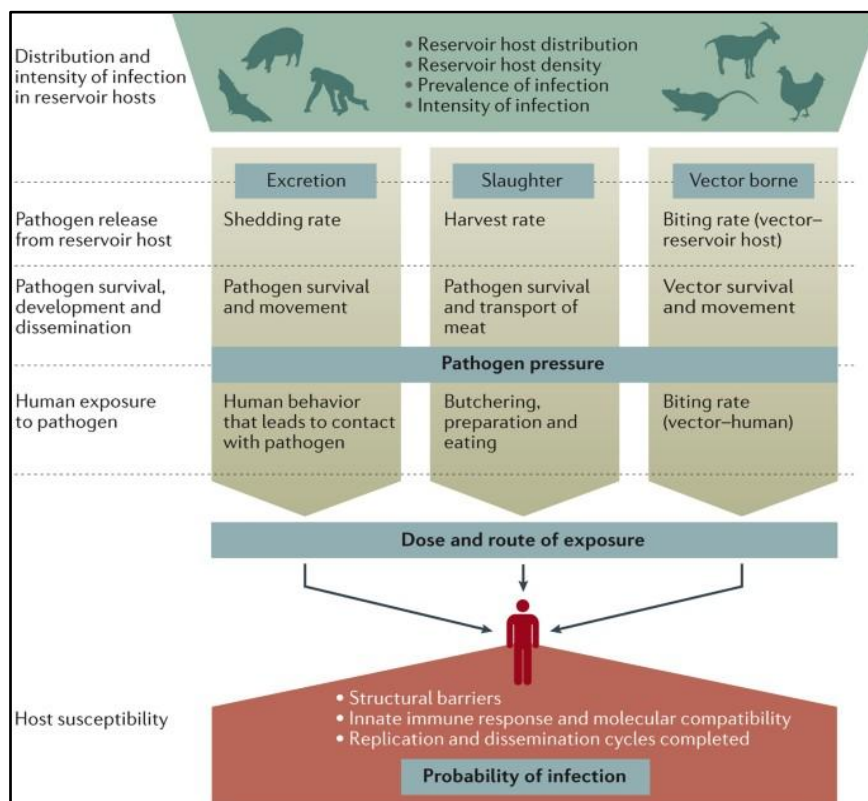 Distribution and
intensity of infection
in reservoir hosts
• Reservoir host distribution
• Reservoir host density
• Prevalence of infection
• Intensity of infection
Excretion
Slaughter
Vector borne
Pathogen release
from reservoir host
Shedding rate
Harvest rate
Biting rate (vector–
reservoir host)
Pathogen survival,
development and
dissemination
Pathogen survival
and movement
Pathogen survival
and transport of
meat
Vector survival
and movement
Pathogen pressure
Human exposure
to pathogen
Human behavior
that leads to contact
with pathogen
Butchering,
preparation and
eating
Biting rate
(vector–human)
Dose and route of exposure
Host susceptibility
• Structural barriers
• Innate immune response and molecular compatibility
• Replication and dissemination cycles completed
Probability of infection